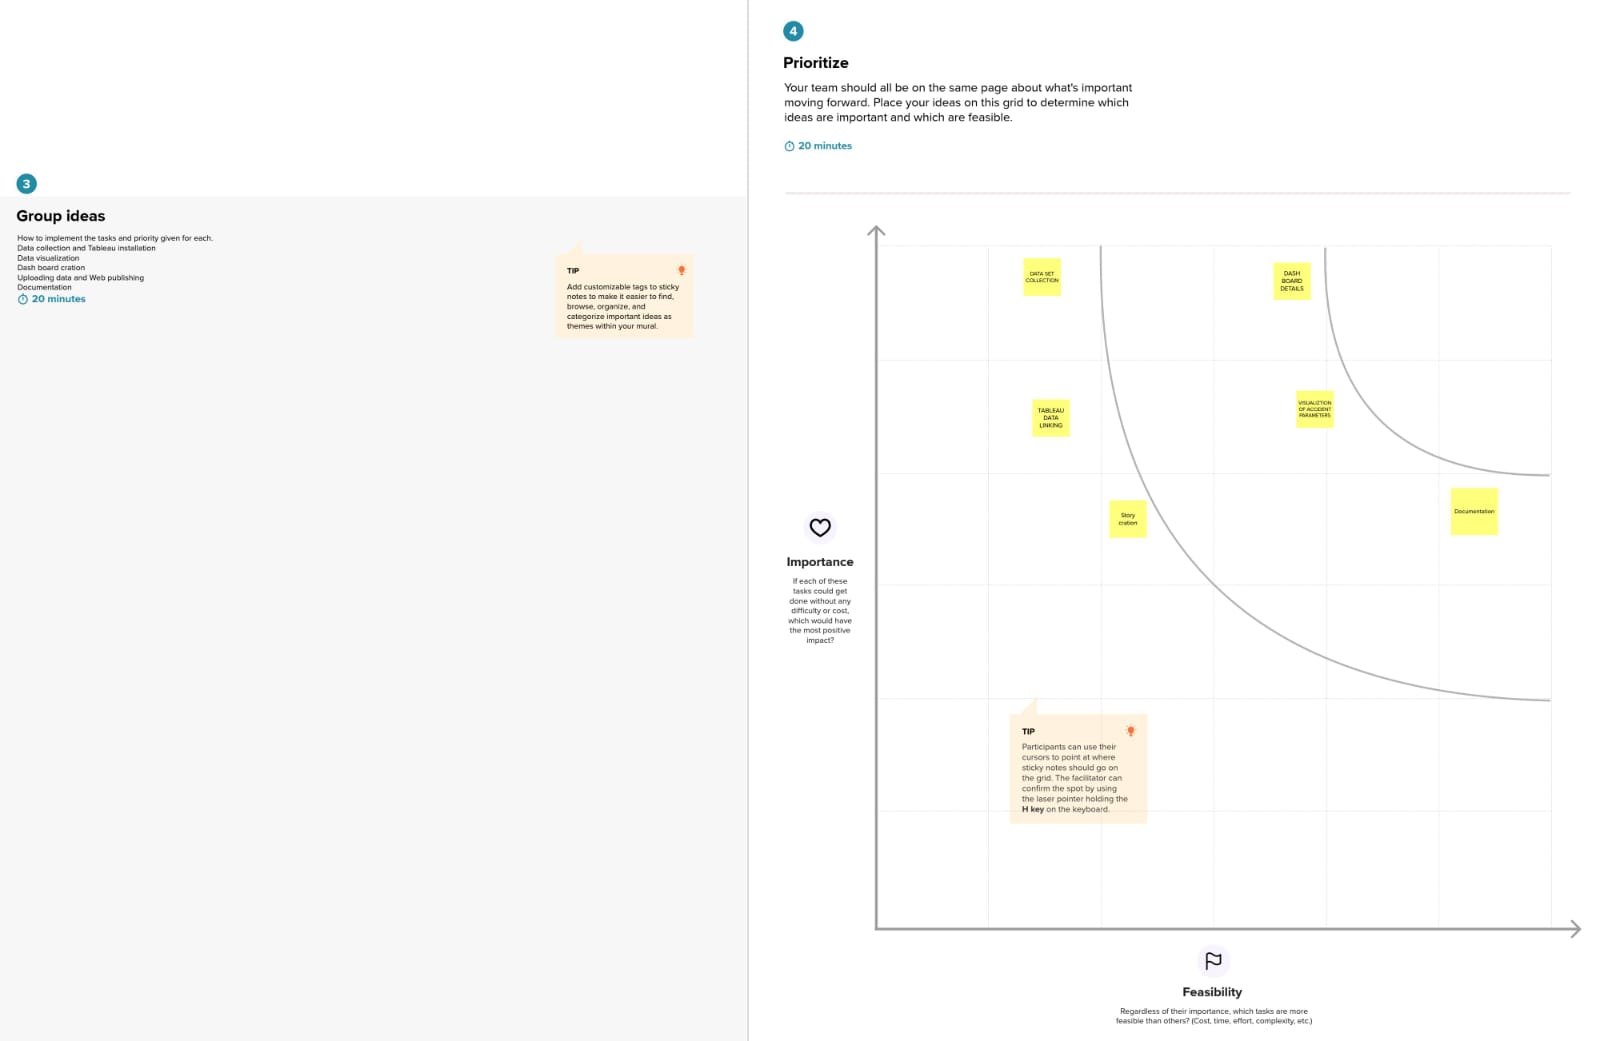 3
Group ideas
How to implement the tasks and priority given for each.
Data collection and Tableau installation
Data visualization
Dash board cration
Uploading data and Web publishing
Documentation
20 minutes
TIP
Add customizable tags to sticky
notes to make it easier to find,
browse, organize, and
categorize important ideas as
themes within your mural.
4
Prioritize
Your team should all be on the same page about what's important
moving forward. Place your ideas on this grid to determine which
ideas are important and which are feasible.
20 minutes
DATA SET
COLLECTION
DASH
BOARD
DETAILS
TABLEAU
DATA
LINKING
VISUALIZTION
OF ACCIDENT
PARAMETERS
Story
cration
Documentation
Importance
If each of these
tasks could get
done without any
difficulty or cost,
which would have
the most positive
impact?
TIP
Participants can use their
cursors to point at where
sticky notes should go on
the grid. The facilitator can
confirm the spot by using
the laser pointer holding the
H key on the keyboard.
Feasibility
Regardless of their importance, which tasks are more
feasible than others? (Cost, time, effort, complexity, etc.)